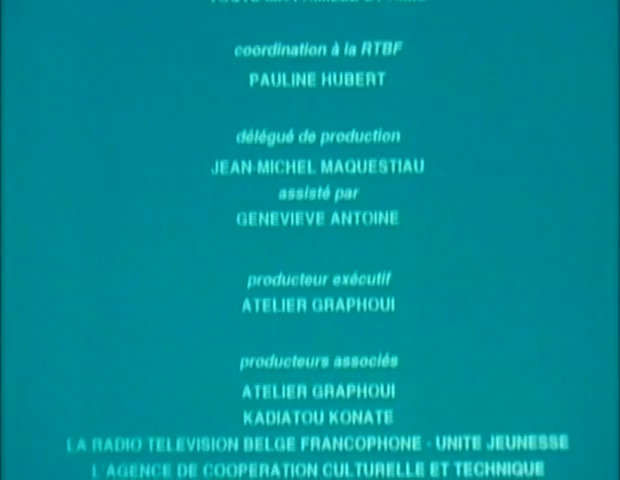 coordination à la RTBF
PAULINE HUBERT
délégué de production
JEAN-MICHEL MAQUESTIAU
assisté par
GENEVIEVE ANTOINE
producteur exécutif
ATELIER GRAPHOUI
producteurs associés
ATELIER GRAPHOUI
KADIATOU KONATE
LA RADIO TELEVISION BELGE FRANCOPHONE - UNITE JEUNESSE
L'AGENCE DE COOPERATION CULTURELLE ET TECHNIQUE